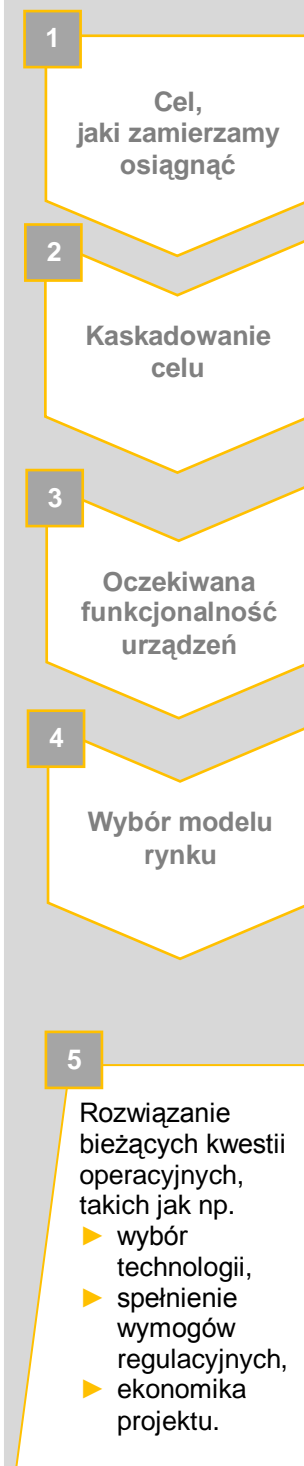 1
Cel,
jaki zamierzamy
osiągnąć
2
Kaskadowanie
celu
3
Oczekiwana
funkcjonalność
urządzeń
4
Wybór modelu
rynku
5
Rozwiązanie
bieżących kwestii
operacyjnych,
takich jak np.
► wybór
technologii,
► spełnienie
wymogów
regulacyjnych,
► ekonomika
projektu.